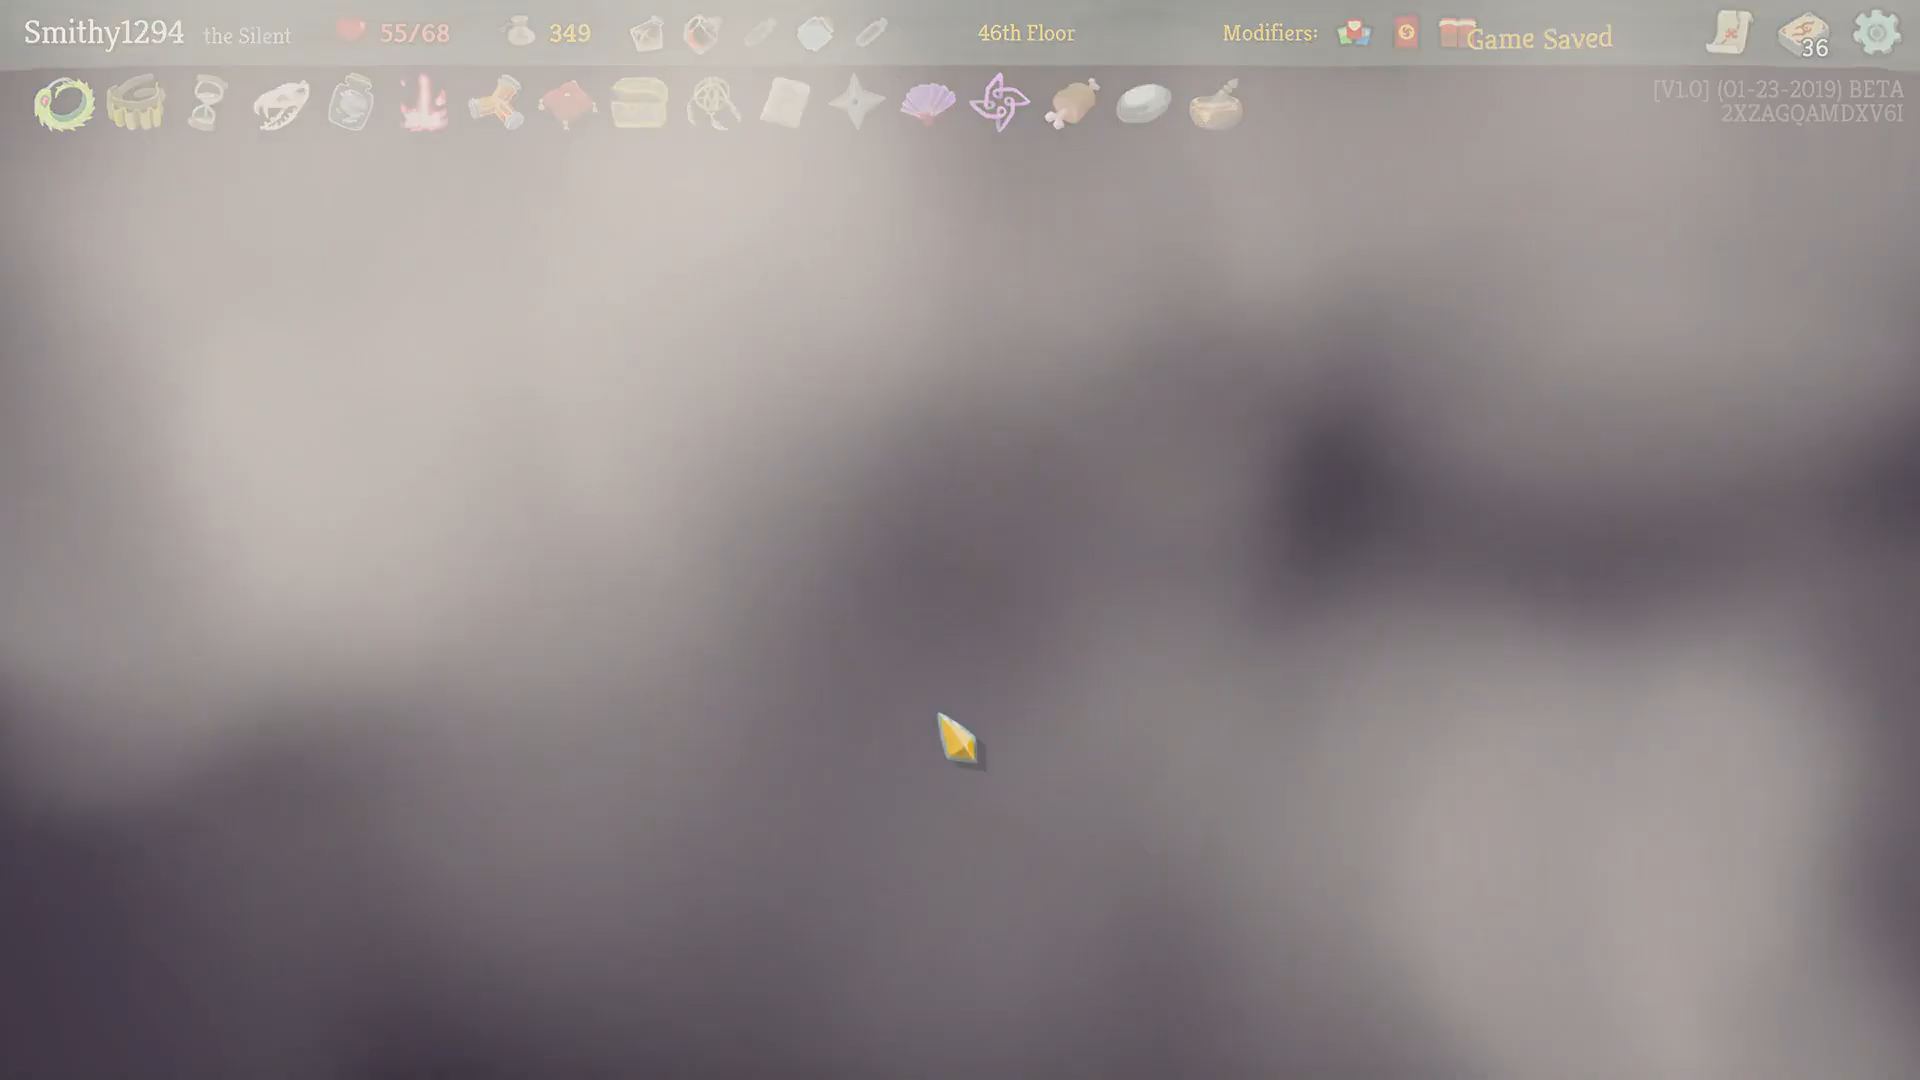 Smithy1294 the Silent 55/68 349 46th Floor Modifiers: Game Saved 36
[V1.0] (01-23-2019) BETA
2XZAGQAMDXV6I